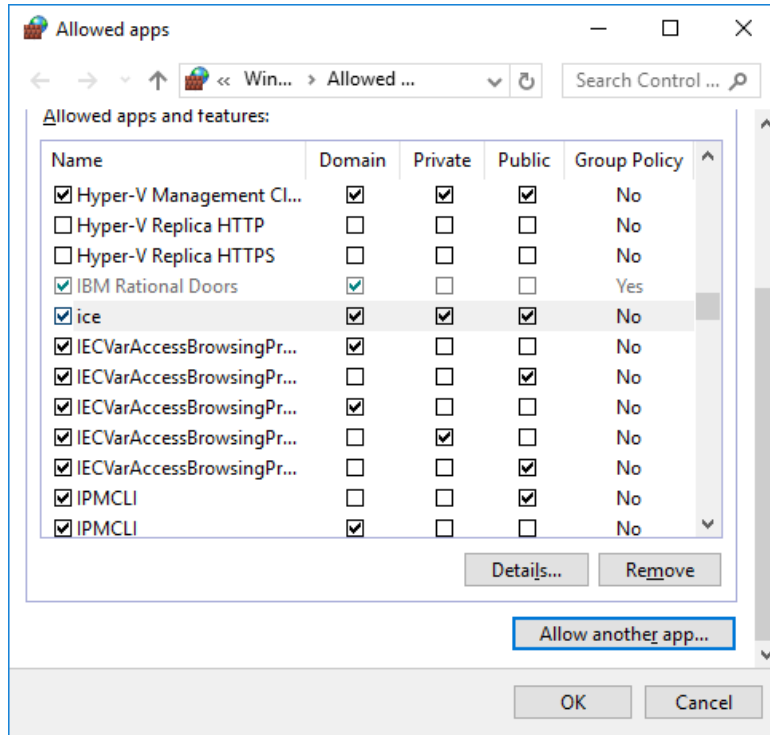 Allowed apps
« Win... > Allowed ... Search Control ...
Allowed apps and features:
Name Domain Private Public Group Policy
Hyper-V Management Cl... No
Hyper-V Replica HTTP No
Hyper-V Replica HTTPS No
IBM Rational Doors Yes
ice No
IECVarAccessBrowsingPr... No
IECVarAccessBrowsingPr... No
IECVarAccessBrowsingPr... No
IECVarAccessBrowsingPr... No
IECVarAccessBrowsingPr... No
IPMCLI No
IPMCLI No
Details... Remove
Allow another app...
OK Cancel